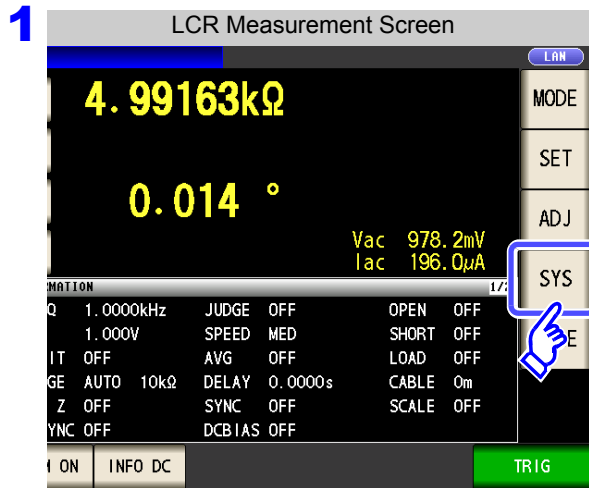 1
LCR Measurement Screen
LAN
4.99163kΩ
MODE
SET
0.014 °
ADJ
Vac 978.2mV
Iac 196.0µA
SYS
MATION 1/
Q 1.0000kHz JUDGE OFF OPEN OFF
1.000V SPEED MED SHORT OFF
E
IT OFF AVG OFF LOAD OFF
GE AUTO 10kΩ DELAY 0.0000s CABLE 0m
Z OFF SYNC OFF SCALE OFF
YNC OFF DCBIAS OFF
ON INFO DC TRIG